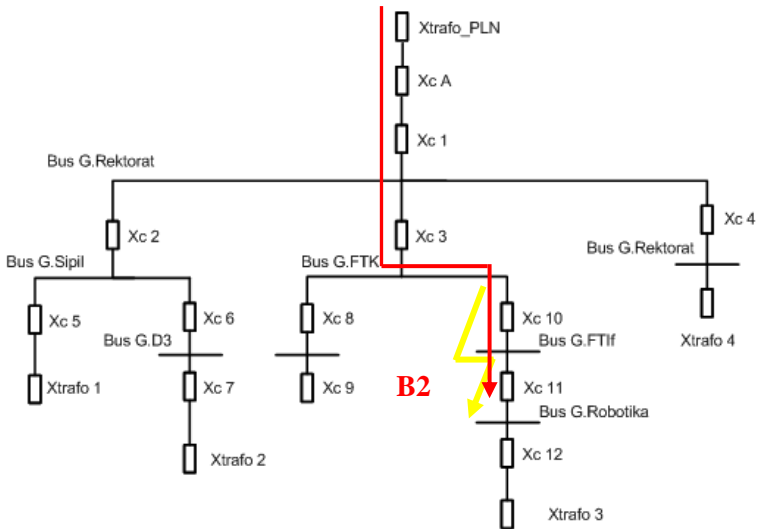 Xtrafo_PLN
Xc A
Xc 1
Bus G.Rektorat
Xc 2
Xc 3
Xc 4
Bus G.Rektorat
Bus G.Sipil
Bus G.FTK
Xc 5
Xc 6
Xc 8
Xc 10
Bus G.D3
Bus G.FTIf
Xtrafo 4
Xtrafo 1
Xc 7
Xc 9
B2
Xc 11
Bus G.Robotika
Xtrafo 2
Xc 12
Xtrafo 3